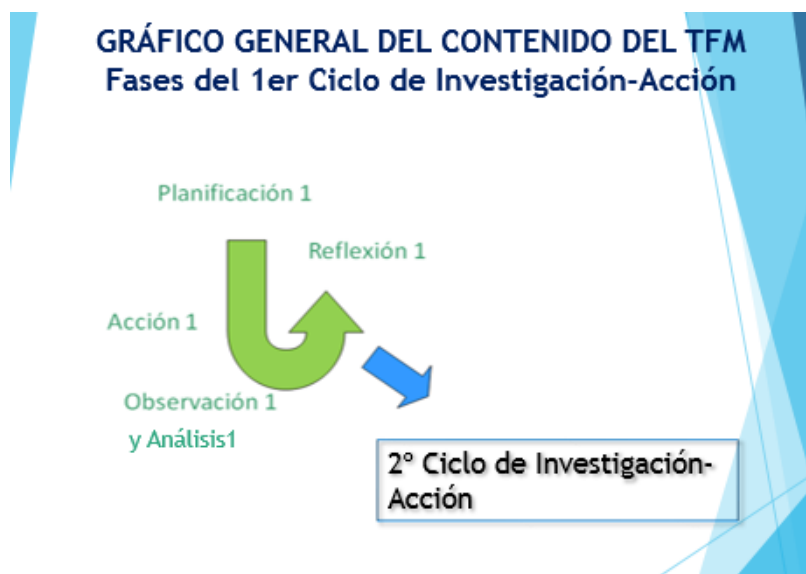 GRÁFICO GENERAL DEL CONTENIDO DEL TFM
Fases del 1er Ciclo de Investigación-Acción
Planificación 1
Reflexión 1
Acción 1
Observación 1
y Análisis1
2º Ciclo de Investigación-
Acción